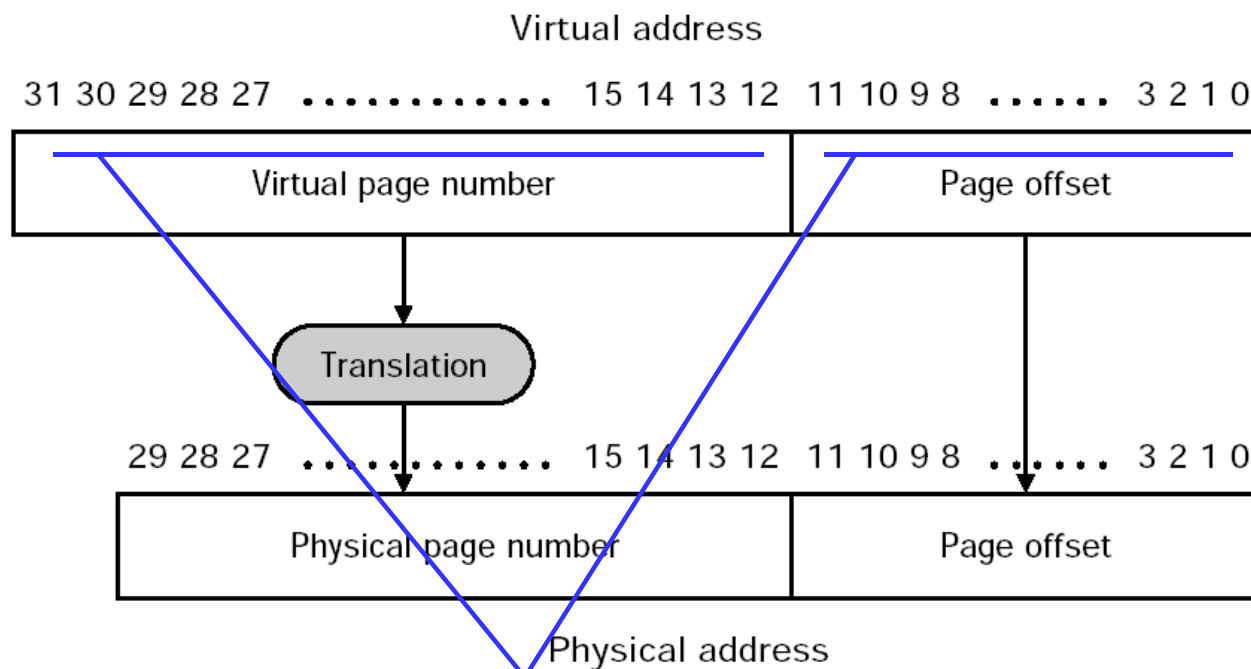 Virtual address
31 30 29 28 27 ............. 15 14 13 12 11 10 9 8 ...... 3 2 1 0
Virtual page number Page offset
Translation
29 28 27 ............. 15 14 13 12 11 10 9 8 ...... 3 2 1 0
Physical page number Page offset
Physical address